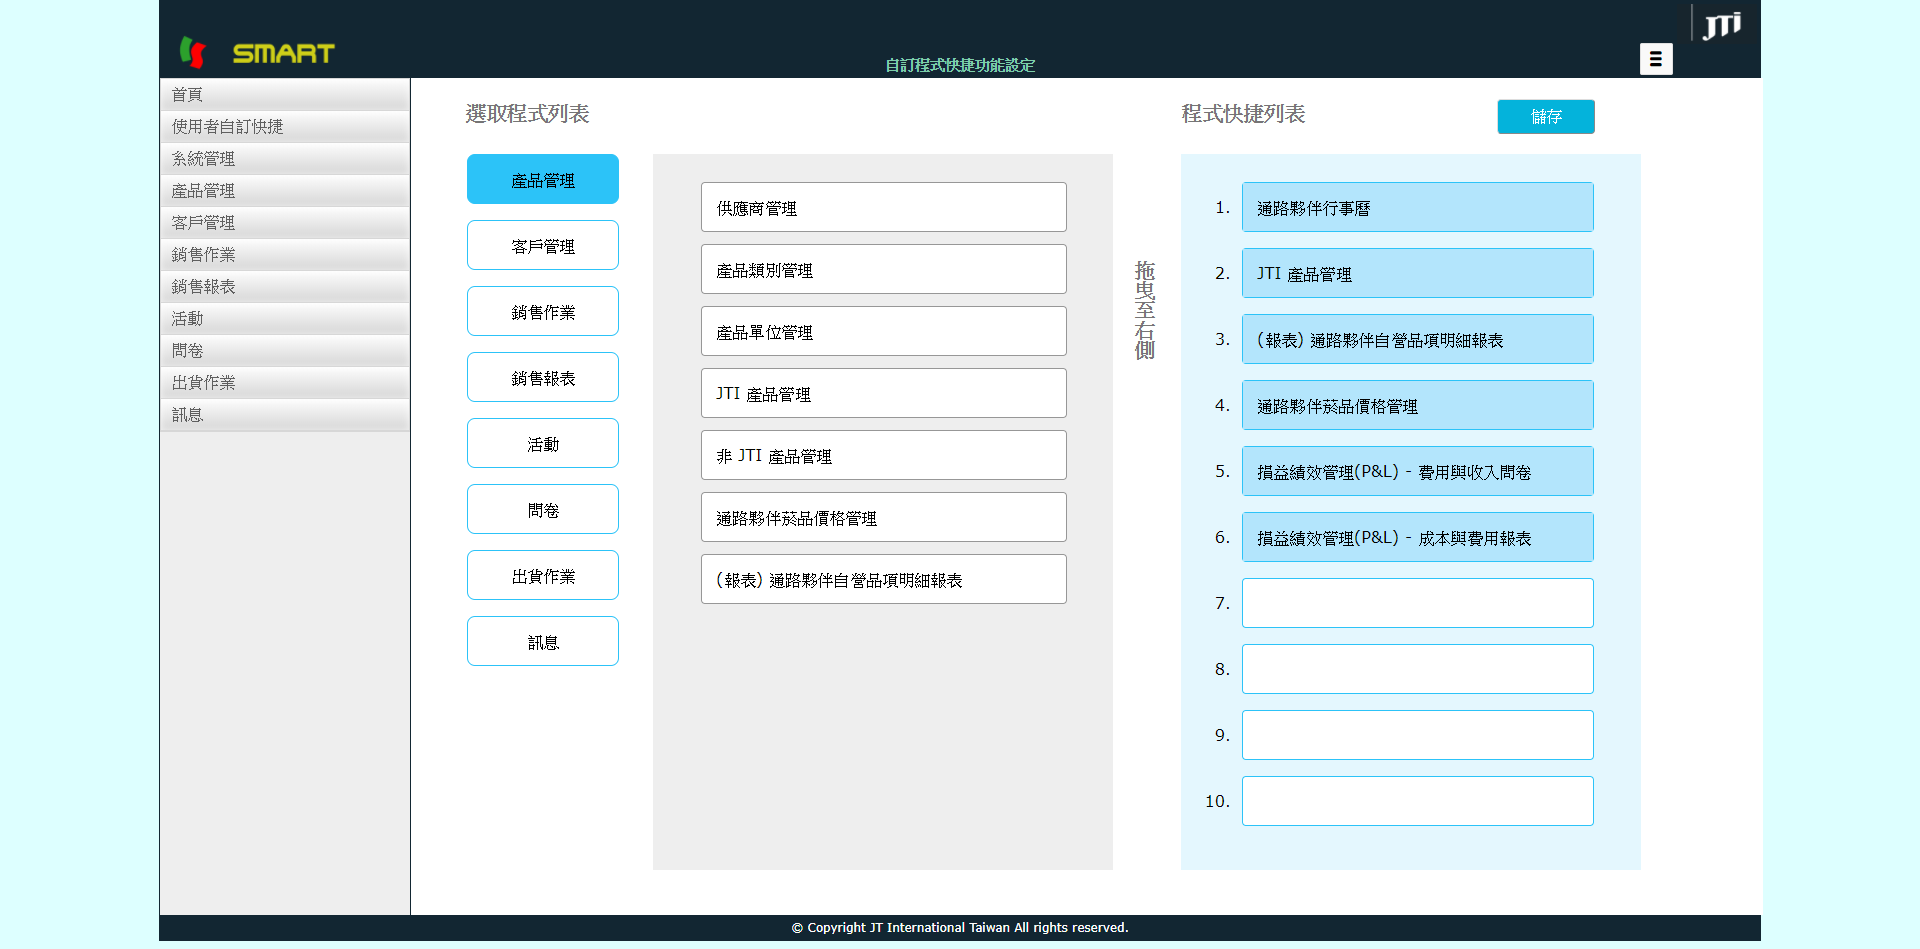 SMART
JTi
自訂程式快捷功能設定
首頁
使用者自訂快捷
系統管理
產品管理
客戶管理
銷售作業
銷售報表
活動
問卷
出貨作業
訊息
選取程式列表
產品管理
客戶管理
銷售作業
銷售報表
活動
問卷
出貨作業
訊息
供應商管理
產品類別管理
產品單位管理
JTI 產品管理
非 JTI 產品管理
通路夥伴菸品價格管理
(報表) 通路夥伴自營品項明細報表
拖曳至右側
程式快捷列表
儲存
1. 通路夥伴行事曆
2. JTI 產品管理
3. (報表) 通路夥伴自營品項明細報表
4. 通路夥伴菸品價格管理
5. 損益績效管理(P&L) - 費用與收入問卷
6. 損益績效管理(P&L) - 成本與費用報表
7.
8.
9.
10.
© Copyright JT International Taiwan All rights reserved.